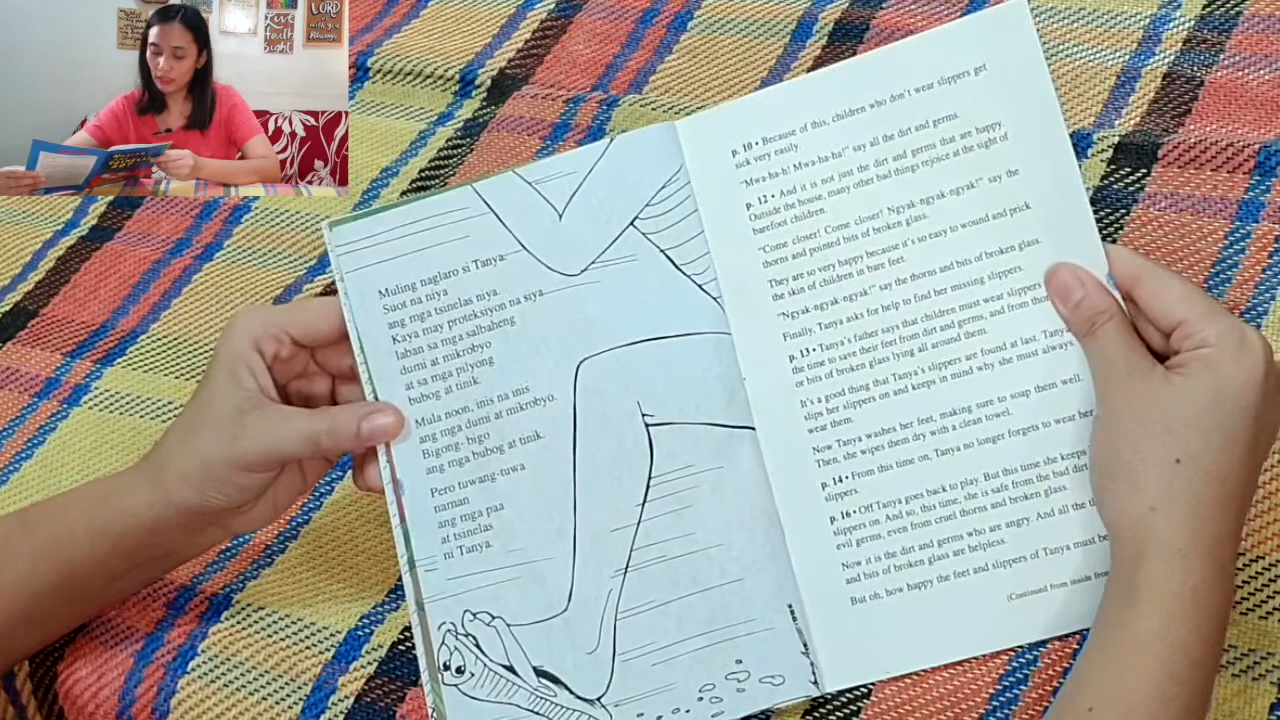 Live
faith
sight
LORD
is
with you
Always
Muling naglaro si Tanya.
Suot na niya
ang mga tsinelas niya.
Kaya may proteksiyon na siya
laban sa mga salbaheng
dumi at mikrobyo
at sa mga pilyong
bubog at tinik.
Mula noon, inis na inis
ang mga dumi at mikrobyo.
Bigong- bigo
ang mga bubog at tinik.
Pero tuwang-tuwa
naman
ang mga paa
at tsinelas
ni Tanya.
p. 10 • Because of this, children who don't wear slippers get
sick very easily.
"Mwa-ha-h! Mwa-ha-ha!" say all the dirt and germs.
p. 12 • And it is not just the dirt and germs that are happy.
Outside the house, many other bad things rejoice at the sight of
barefoot children.
"Come closer! Come closer! Ngyak-ngyak-ngyak!" say the
thorns and pointed bits of broken glass.
They are so very happy because it's so easy to wound and prick
the skin of children in bare feet.
"Ngyak-ngyak-ngyak!" say the thorns and bits of broken glass.
Finally, Tanya asks for help to find her missing slippers.
p. 13 • Tanya's father says that children must wear slippers
the time to save their feet from dirt and germs, and from
or bits of broken glass lying all around them.
It's a good thing that Tanya's slippers are found at last. Tanya
slips her slippers on and keeps in mind why she must always
wear them.
Now Tanya washes her feet, making sure to soap them well.
Then, she wipes them dry with a clean towel.
p. 14 • From this time on, Tanya no longer forgets to wear her
slippers.
p. 16 • Off Tanya goes back to play. But this time she keeps
slippers on. And so, this time, she is safe from the bad dirt
evil germs, even from cruel thorns and broken glass.
Now it is the dirt and germs who are angry. And all the
and bits of broken glass are helpless.
But oh, how happy the feet and slippers of Tanya must be
(Continued from inside